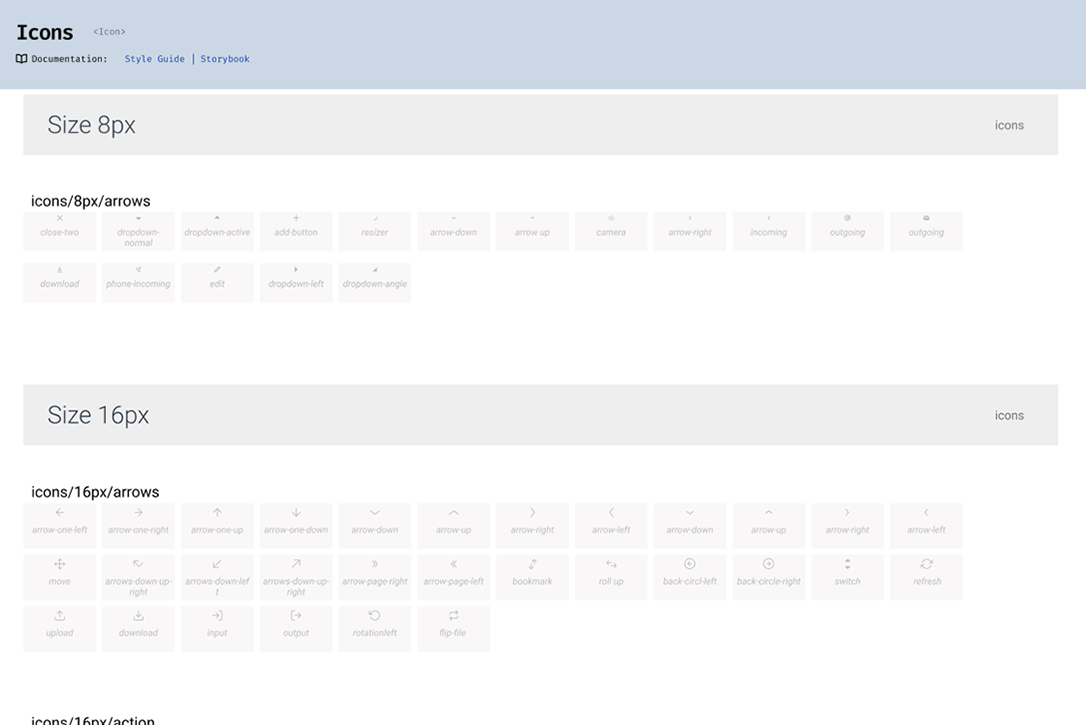 Icons <Icon>
Documentation: Style Guide | Storybook
Size 8px icons
icons/8px/arrows
close-two dropdown- dropdown-active add-button resizer arrow-down arrow up camera arrow-right incoming outgoing outgoing
normal
download phone-incoming edit dropdown-left dropdown-angle
Size 16px icons
icons/16px/arrows
arrow-one-left arrow-one-right arrow-one-up arrow-one-down arrow-down arrow-up arrow-right arrow-left arrow-down arrow-up arrow-right arrow-left
move arrows-down-up- arrows-down-lef arrows-down-up- arrow-page-right arrow-page-left bookmark roll up back-circl-left back-circle-right switch refresh
right t right
upload download input output rotationleft flip-file
icons/16px/action